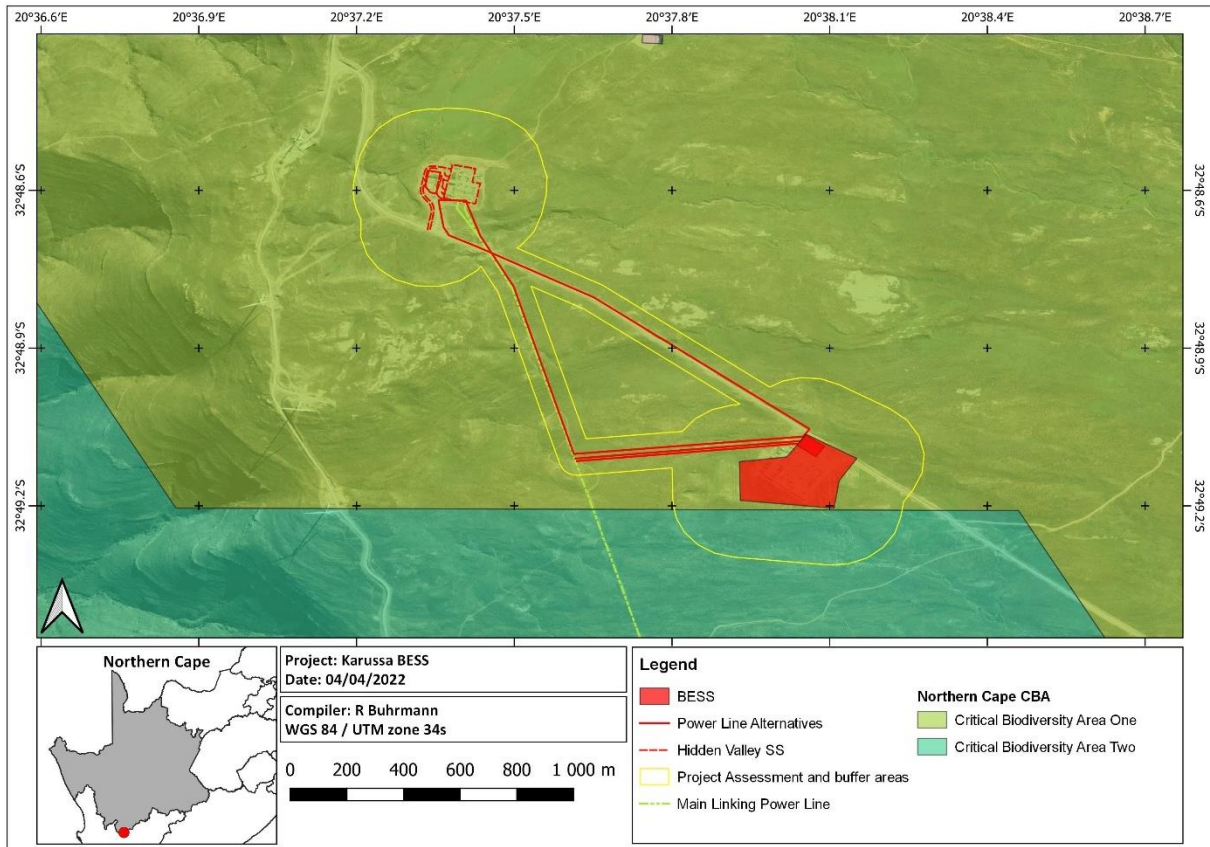 20°36.6'E 20°36.9'E 20°37.2'E 20°37.5'E 20°37.8'E 20°38.1'E 20°38.4'E 20°38.7'E
32°48.6'S 32°48.6'S
32°48.9'S 32°48.9'S
32°49.2'S 32°49.2'S
Northern Cape
Project: Karussa BESS
Date: 04/04/2022
Compiler: R Buhrmann
WGS 84 / UTM zone 34s
0 200 400 600 800 1 000 m
Legend
BESS
Power Line Alternatives
Hidden Valley SS
Project Assessment and buffer areas
Main Linking Power Line
Northern Cape CBA
Critical Biodiversity Area One
Critical Biodiversity Area Two